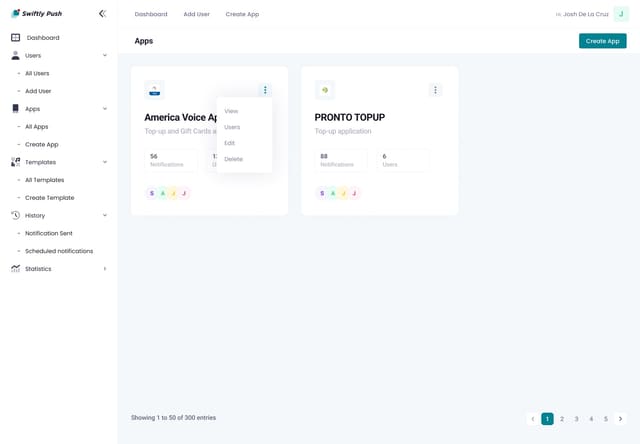 Swiftly Push
Dashboard
Users
All Users
Add User
Apps
All Apps
Create App
Templates
All Templates
Create Template
History
Notification Sent
Scheduled notifications
Statistics
Dashboard Add User Create App
Hi, Josh De La Cruz J
Apps
Create App
America Voice Ap
Top-up and Gift Cards a
56
Notifications
View
Users
Edit
Delete
S A J J
PRONTO TOPUP
Top-up application
88
Notifications
6
Users
S A J J
Showing 1 to 50 of 300 entries
1 2 3 4 5